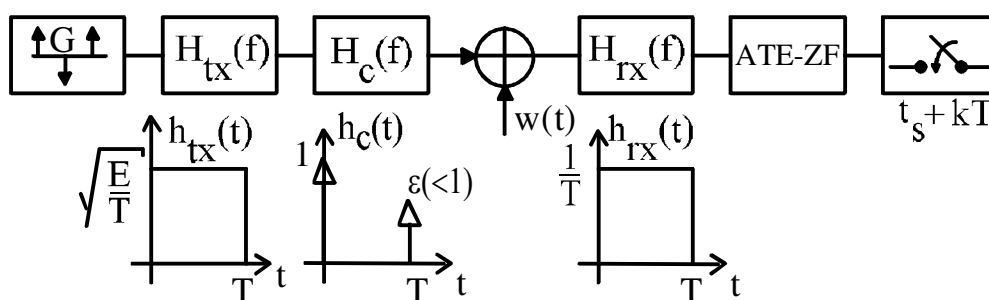 G
H_tx(f)
H_c(f)
H_rx(f)
ATE-ZF
w(t)
t_s+kT
h_tx(t)
√E/T
T
t
h_c(t)
1
ε(<1)
T
t
h_rx(t)
1/T
T
t